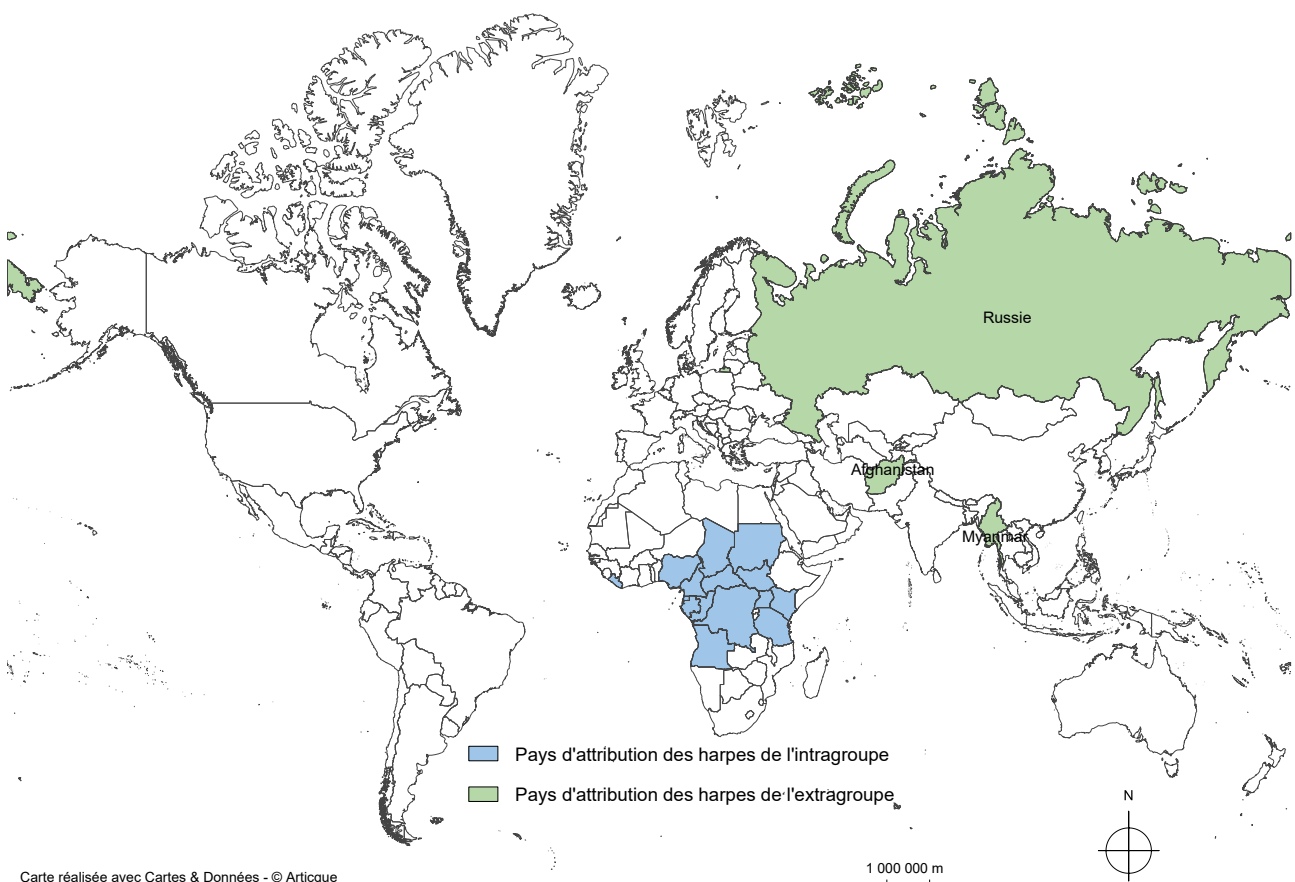 Russie
Afghanistan
Myanmar
Pays d'attribution des harpes de l'intragroupe
Pays d'attribution des harpes de l'extragroupe
N
1 000 000 m
Carte réalisée avec Cartes & Données - © Articque